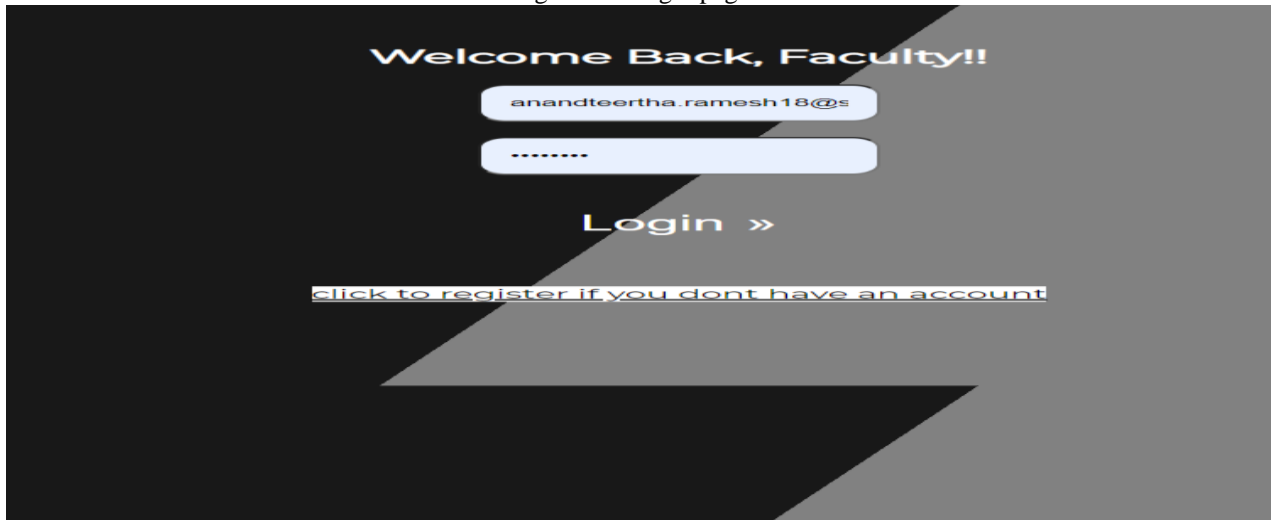 Welcome Back, Faculty!!
anandteertha.ramesh18@s
••••••••
Login »
click to register if you dont have an account